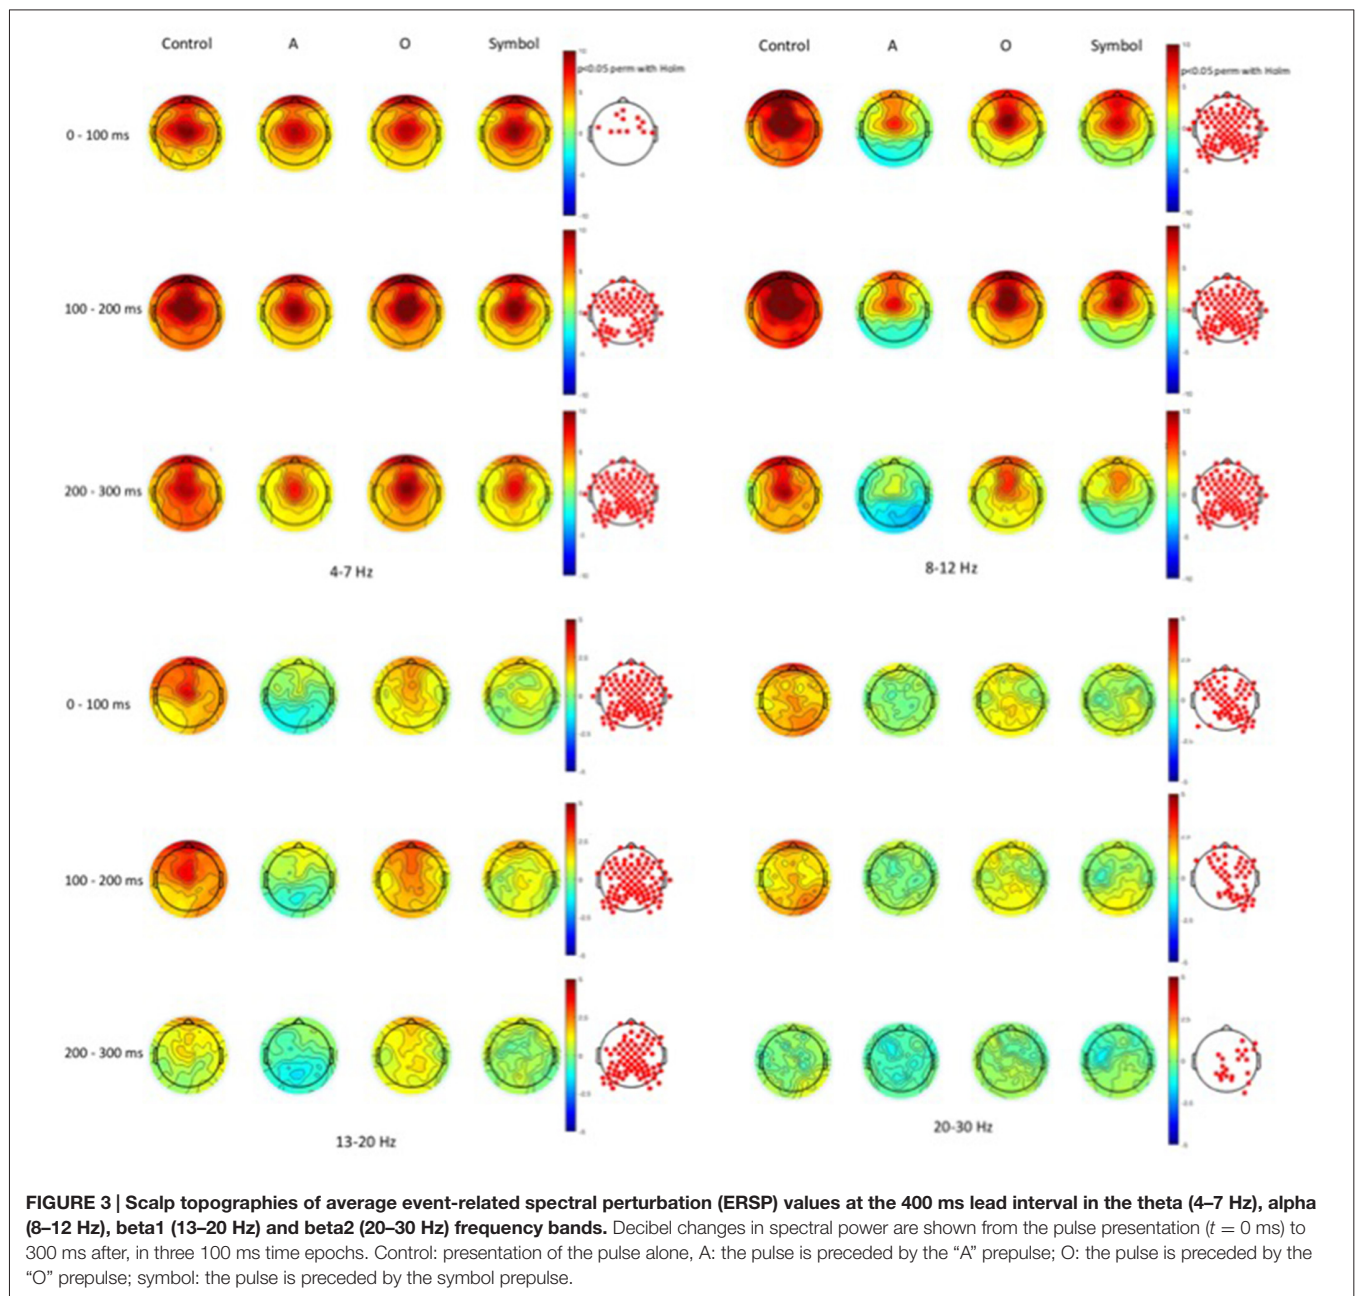 Control A O Symbol
p<0.05 perm with Holm
0 - 100 ms
100 - 200 ms
200 - 300 ms
4-7 Hz
Control A O Symbol
p<0.05 perm with Holm
8-12 Hz
0 - 100 ms
100 - 200 ms
200 - 300 ms
13-20 Hz
20-30 Hz
FIGURE 3 | Scalp topographies of average event-related spectral perturbation (ERSP) values at the 400 ms lead interval in the theta (4–7 Hz), alpha
(8–12 Hz), beta1 (13–20 Hz) and beta2 (20–30 Hz) frequency bands. Decibel changes in spectral power are shown from the pulse presentation (t = 0 ms) to
300 ms after, in three 100 ms time epochs. Control: presentation of the pulse alone, A: the pulse is preceded by the “A” prepulse; O: the pulse is preceded by the
“O” prepulse; symbol: the pulse is preceded by the symbol prepulse.